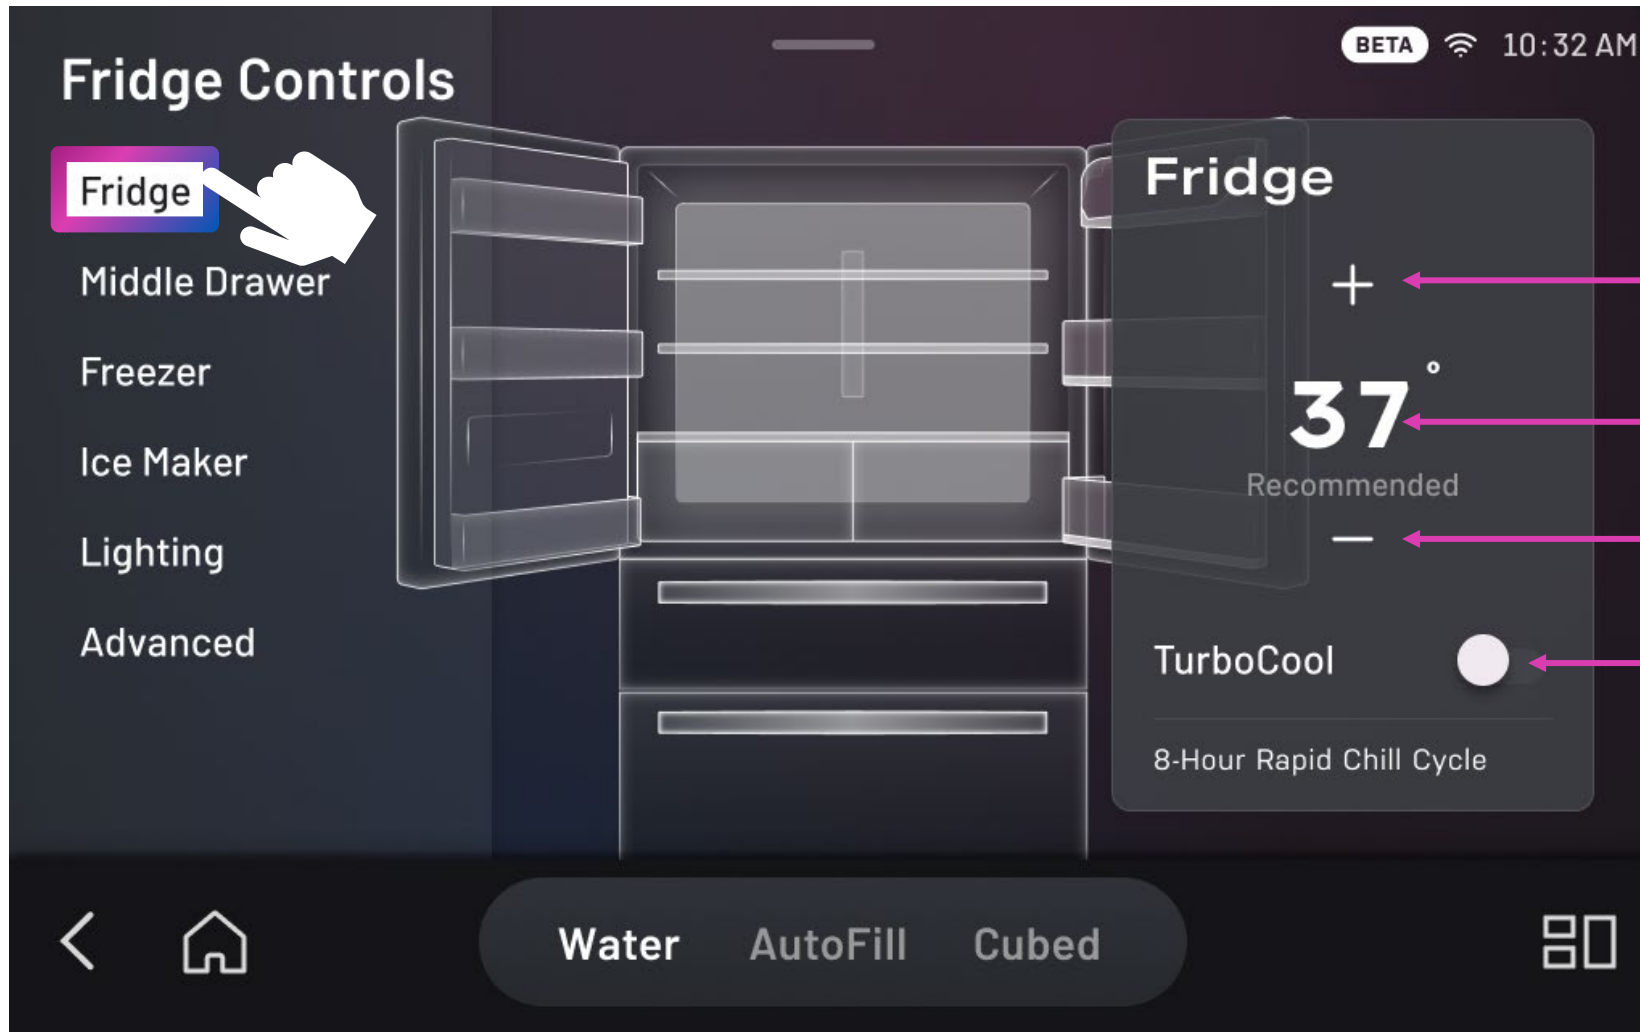 BETA 10:32 AM
Fridge Controls
Fridge
Middle Drawer
Freezer
Ice Maker
Lighting
Advanced
Fridge
+
37°
Recommended
−
TurboCool
8-Hour Rapid Chill Cycle
Water AutoFill Cubed